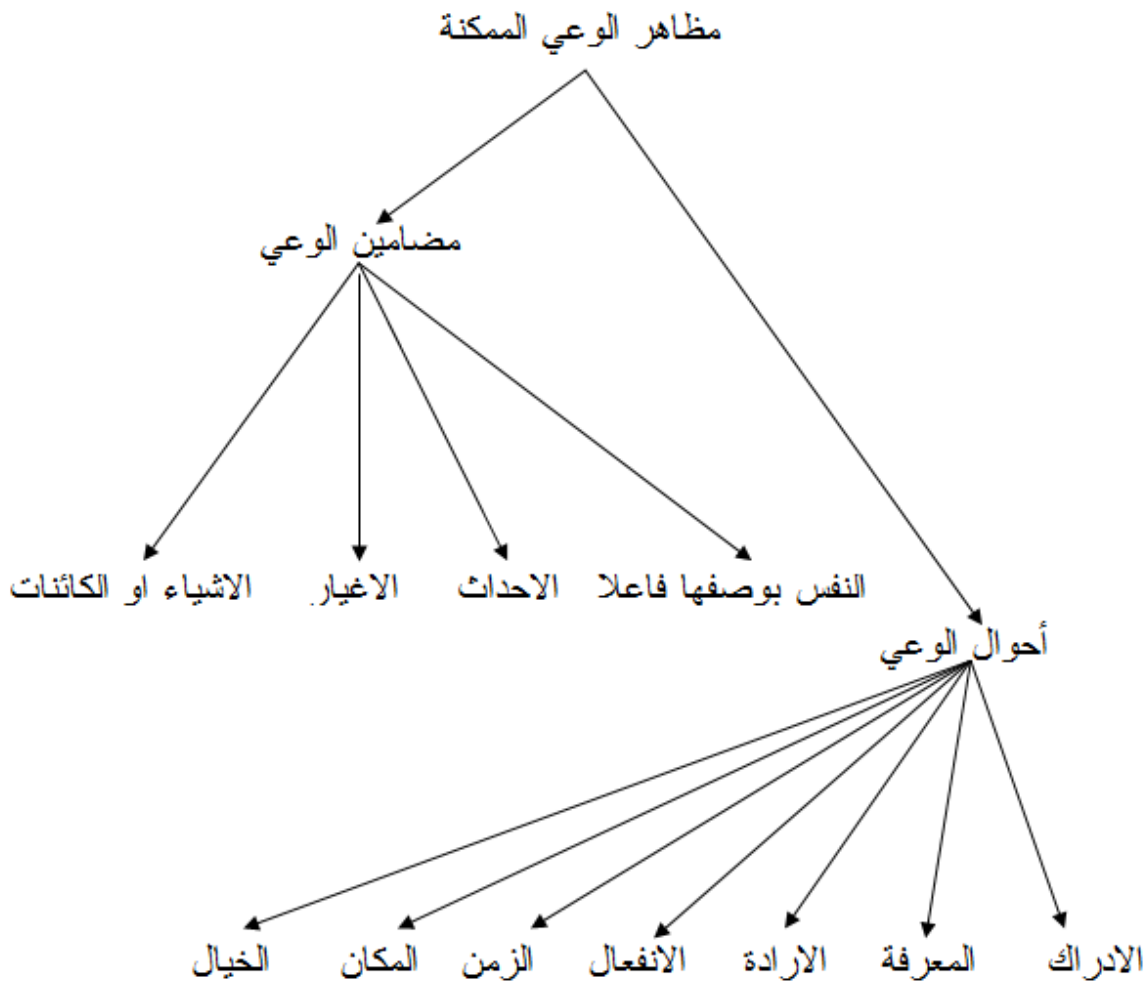 مظاهر الوعي الممكنة
مضامين الوعي
النفس بوصفها فاعلا الاحداث الاغيار الاشياء او الكائنات
أحوال الوعي
الادراك المعرفة الارادة الانفعال الزمن المكان الخيال